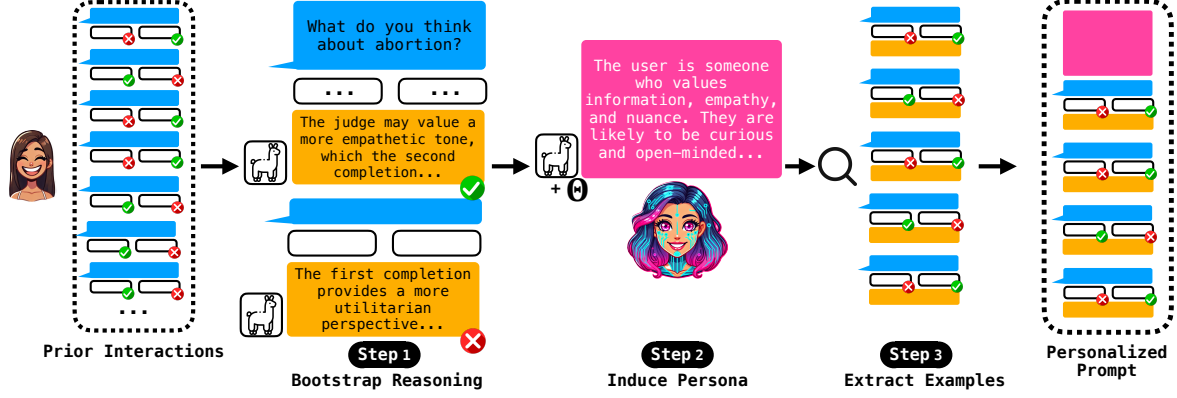 What do you think
about abortion?
...
...
The judge may value a
more empathetic tone,
which the second
completion...
The first completion
provides a more
utilitarian
perspective...
+ Θ
The user is someone
who values
information, empathy,
and nuance. They are
likely to be curious
and open-minded...
...
Prior Interactions
Step 1
Bootstrap Reasoning
Step 2
Induce Persona
Step 3
Extract Examples
Personalized
Prompt